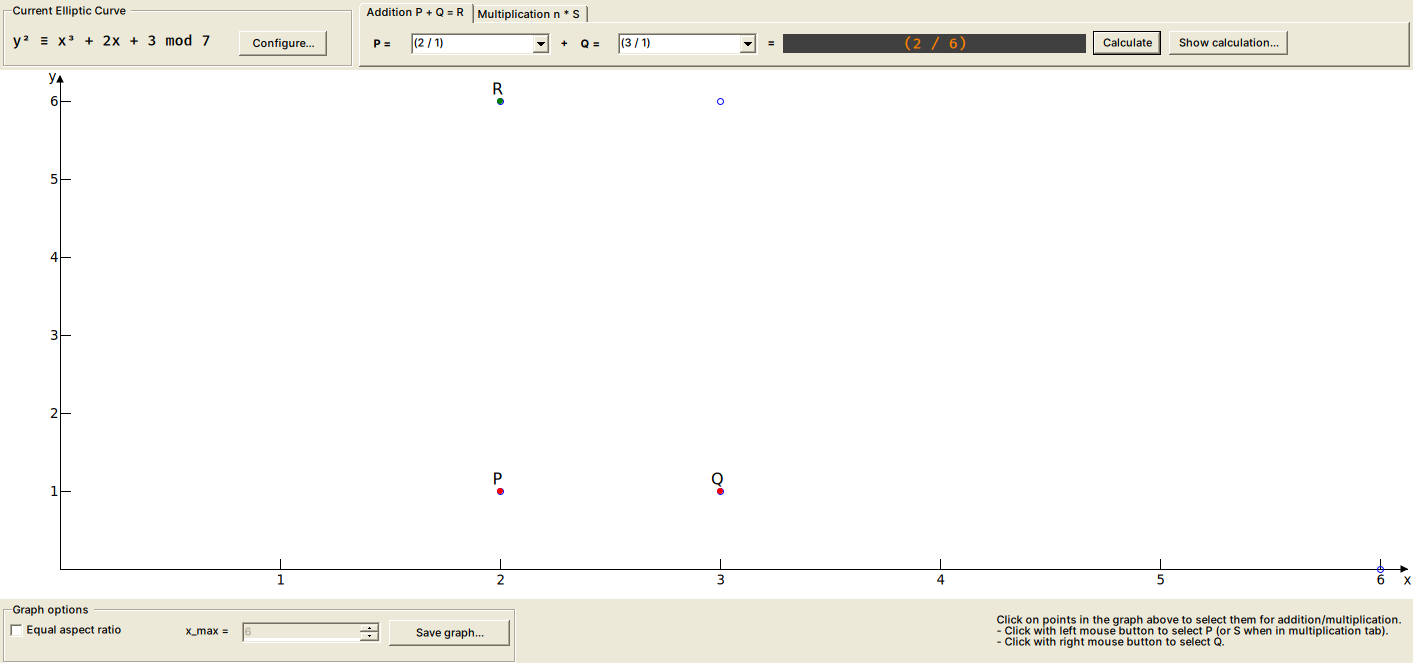 Current Elliptic Curve
y² ≡ x³ + 2x + 3 mod 7
Configure...
Addition P + Q = R
Multiplication n * S
P =
(2 / 1)
+
Q =
(3 / 1)
=
(2 / 6)
Calculate
Show calculation...
y
R
6
5
4
3
2
P
Q
1
1
2
3
4
5
6
x
Graph options
Equal aspect ratio
x_max =
6
Save graph...
Click on points in the graph above to select them for addition/multiplication.
- Click with left mouse button to select P (or S when in multiplication tab).
- Click with right mouse button to select Q.